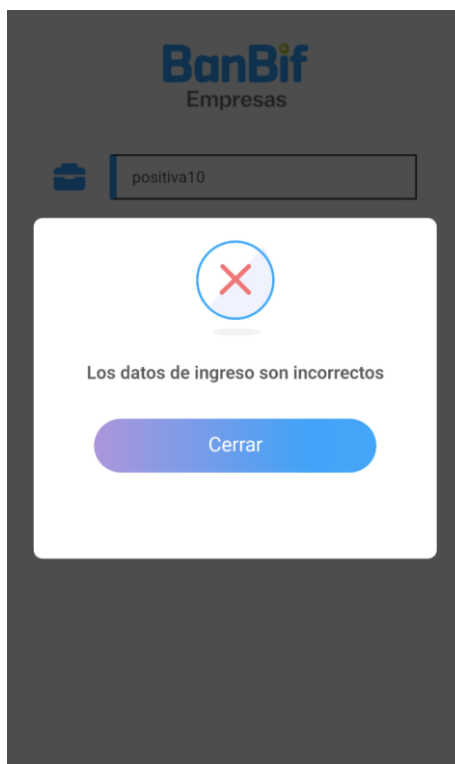 BanBif
Empresas
positiva10
Los datos de ingreso son incorrectos
Cerrar